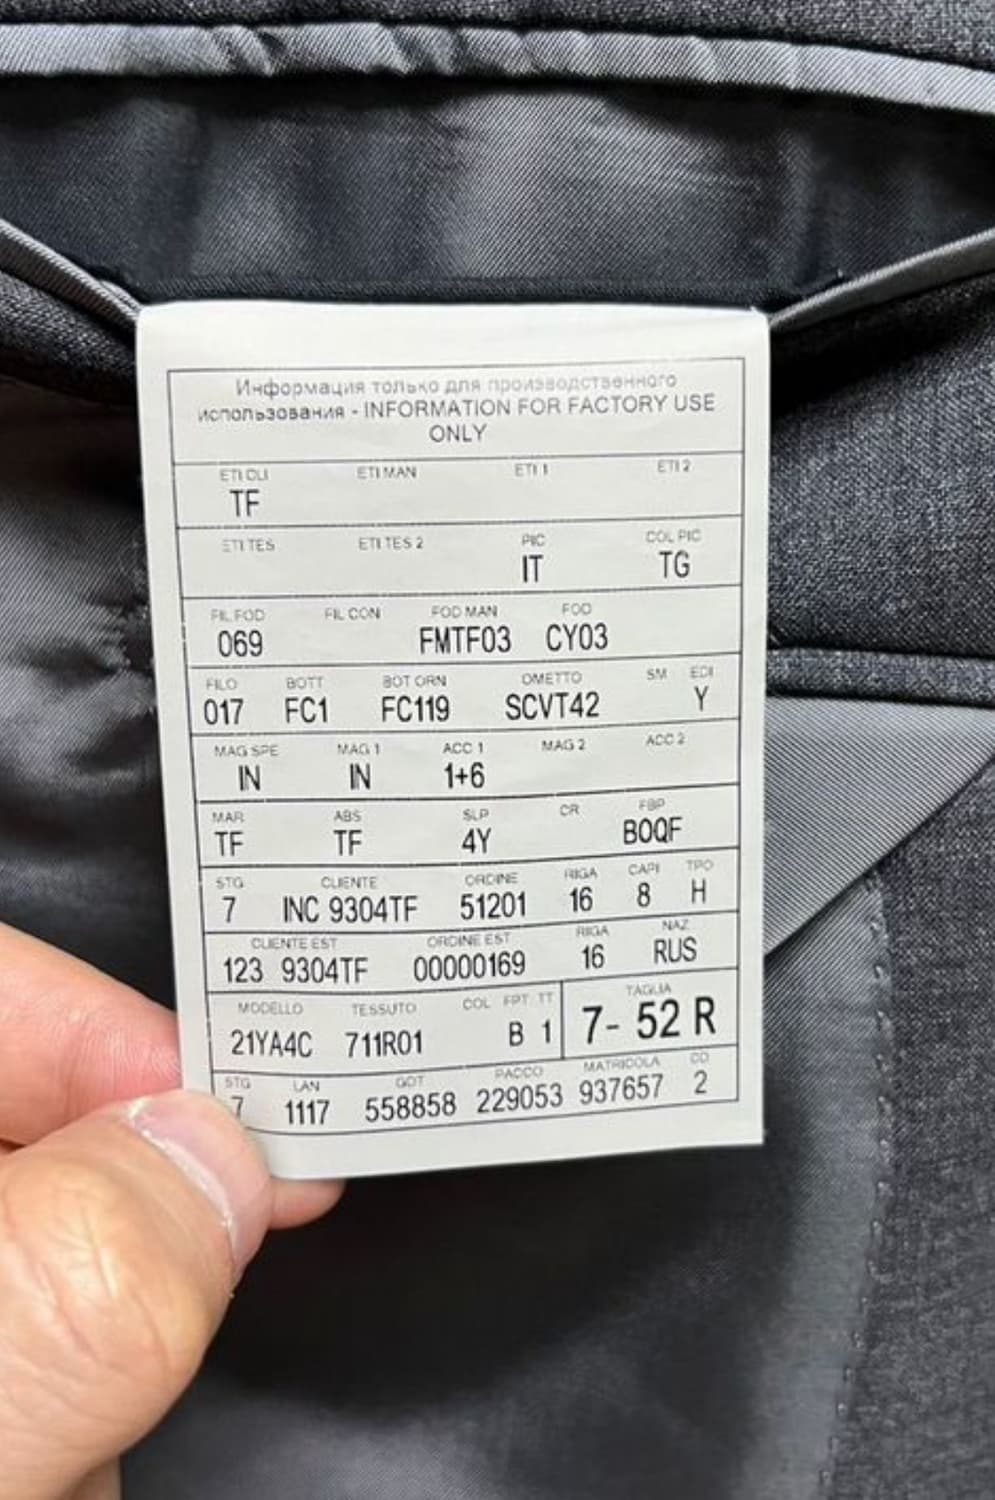 Информация только для производственного
использования - INFORMATION FOR FACTORY USE
ONLY
ETI CLI ETI MAN ETI 1 ETI 2
TF
ETI TES ETI TES 2 PIC COL PIC
IT TG
FIL FOD FIL CON FOD MAN FOD
069 FMTF03 CY03
FILO BOTT BOT ORN OMETTO SM EDI
017 FC1 FC119 SCVT42 Y
MAG SPE MAG 1 ACC 1 MAG 2 ACC 2
IN IN 1+6
MAR ABS SLP CR FBP
TF TF 4Y BOQF
STG CLIENTE ORDINE RIGA CAPI TPO
7 INC 9304TF 51201 16 8 H
CLIENTE EST ORDINE EST RIGA NAZ
123 9304TF 00000169 16 RUS
MODELLO TESSUTO COL FPT TT TAGLIA
21YA4C 711R01 B 1 7- 52 R
STG LAN GOT PACCO MATRICOLA CD
7 1117 558858 229053 937657 2